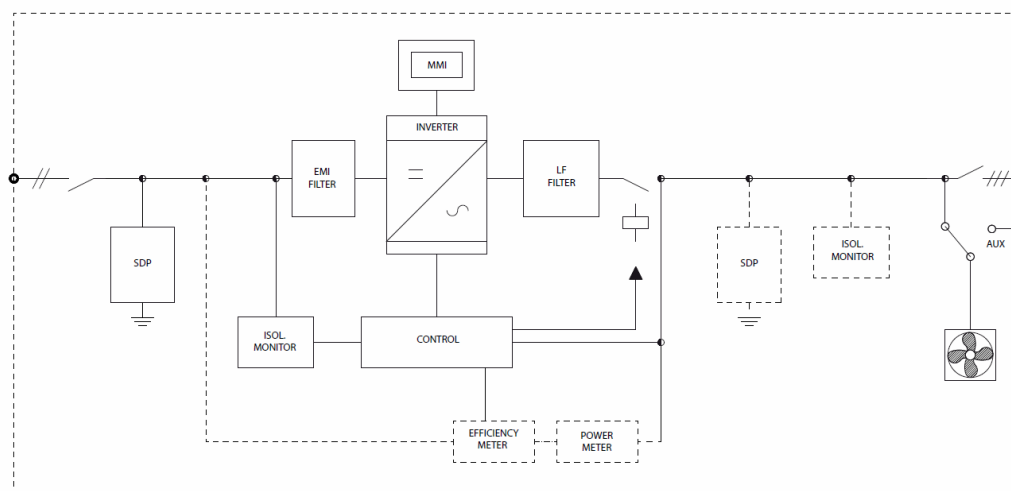 MMI
INVERTER
EMI
FILTER
LF
FILTER
SDP
SDP
ISOL.
MONITOR
AUX
ISOL.
MONITOR
CONTROL
EFFICIENCY
METER
POWER
METER